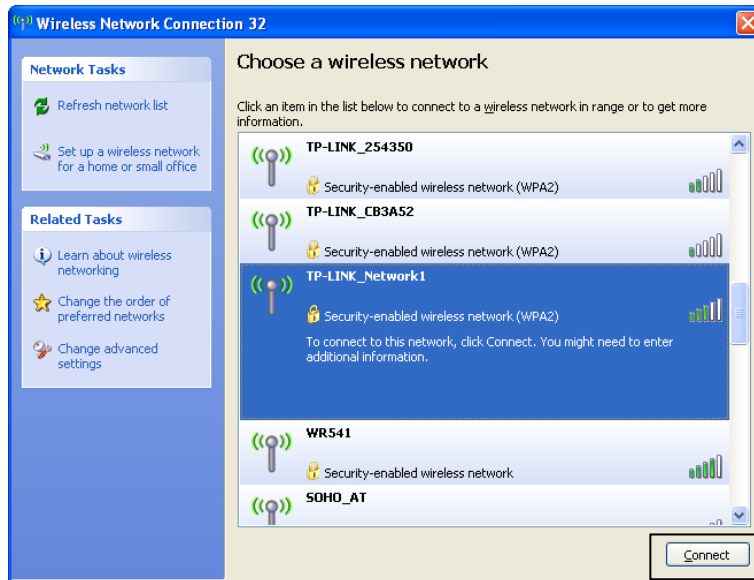 Wireless Network Connection 32
Network Tasks
Refresh network list
Set up a wireless network
for a home or small office
Related Tasks
Learn about wireless
networking
Change the order of
preferred networks
Change advanced
settings
Choose a wireless network
Click an item in the list below to connect to a wireless network in range or to get more
information.
TP-LINK_254350
Security-enabled wireless network (WPA2)
TP-LINK_CB3A52
Security-enabled wireless network (WPA2)
TP-LINK_Network1
Security-enabled wireless network (WPA2)
To connect to this network, click Connect. You might need to enter
additional information.
WR541
Security-enabled wireless network
SOHO_AT
Connect